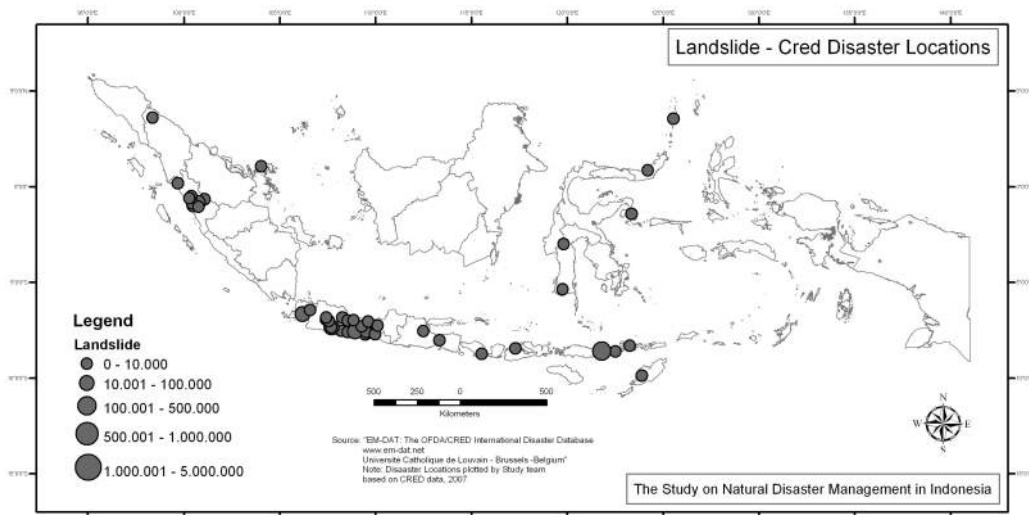 Landslide - Cred Disaster Locations
Legend
Landslide
0 - 10.000
10.001 - 100.000
100.001 - 500.000
500.001 - 1.000.000
1.000.001 - 5.000.000
500 250 0 500
Kilometers
Source: "EM-DAT: The OFDA/CRED International Disaster Database
www.em-dat.net
Université Catholique de Louvain - Brussels -Belgium"
Note: Disaaster Locations plotted by Study team
based on CRED data, 2007
N
W E
S
The Study on Natural Disaster Management in Indonesia